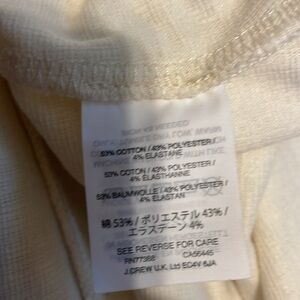 53% COTTON / 43% POLYESTER /
4% ELASTANE
53% COTON / 43% POLYESTER /
4% ELASTHANNE
53% BAUMWOLLE / 43% POLYESTER /
4% ELASTAN
綿 53% / ポリエステル 43% /
エラステーン 4%
SEE REVERSE FOR CARE
RN77388 CA56446
J.CREW U.K. Ltd EC4V 6JA